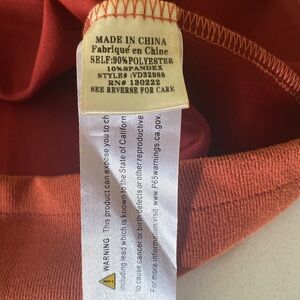 MADE IN CHINA
Fabriqué en Chine
SELF:90%POLYESTER
10%SPANDEX
STYLE#:VD32988
RN# 130222
SEE REVERSE FOR CARE
WARNING: This product can expose you to ch
including lead which is known to the State of Californ
to cause cancer or birth defects or other reproductive
For more information visit www.P65warnings.ca.gov.